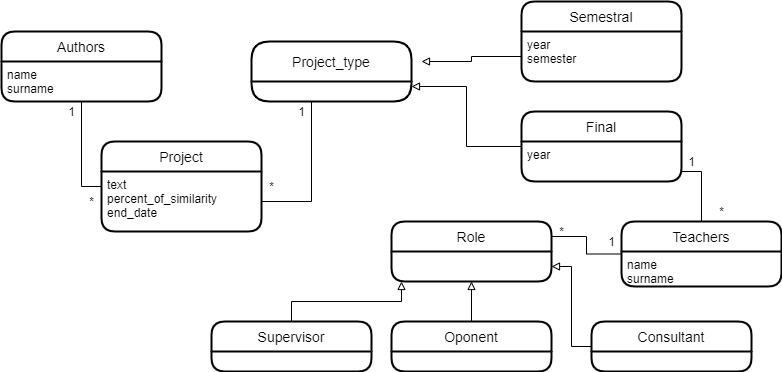 Semestral
year
semester
Authors
name
surname
Project_type
1
1
Final
year
Project
text
percent_of_similarity
end_date
*
*
1
*
Role
*
1
Teachers
name
surname
Supervisor
Oponent
Consultant